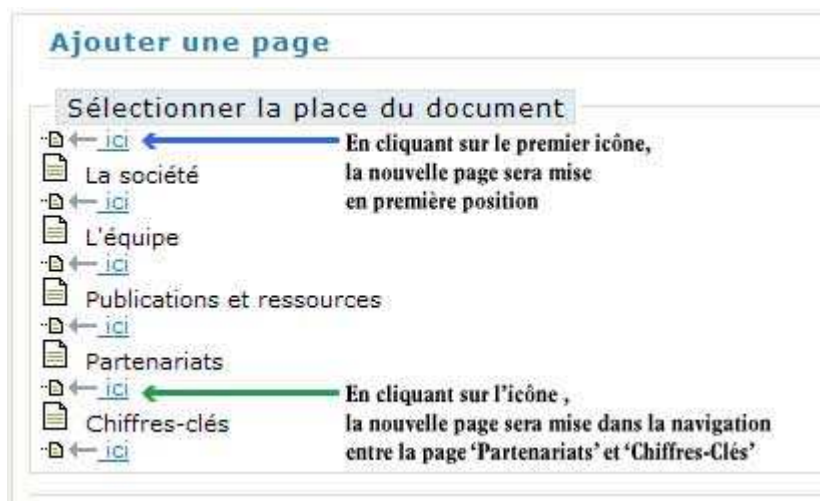 Ajouter une page
Sélectionner la place du document
ici En cliquant sur le premier icône,
La société la nouvelle page sera mise
ici en première position
L'équipe
ici
Publications et ressources
ici
Partenariats
ici En cliquant sur l'icône ,
Chiffres-clés la nouvelle page sera mise dans la navigation
ici entre la page 'Partenariats' et 'Chiffres-Clés'